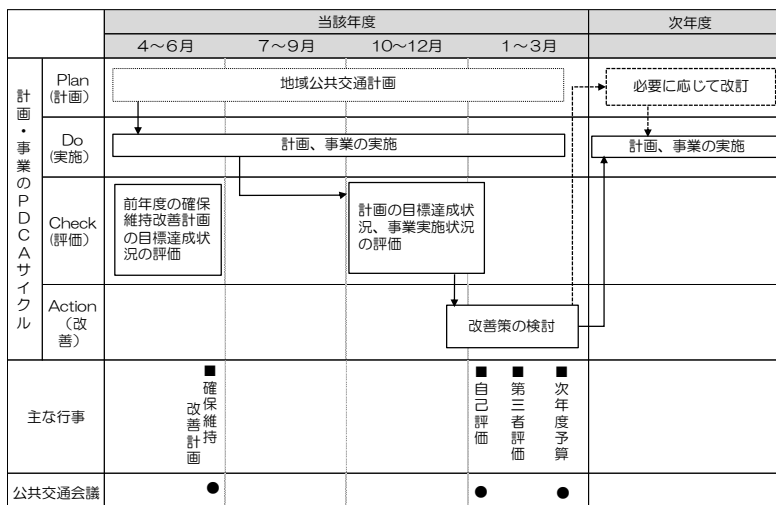 当該年度
次年度
4～6月
7～9月
10～12月
1～3月
計画・事業のPDCAサイクル
Plan
(計画)
地域公共交通計画
必要に応じて改訂
Do
(実施)
計画、事業の実施
計画、事業の実施
Check
(評価)
前年度の確保
維持改善計画
の目標達成状
況の評価
計画の目標達成状
況、事業実施状況
の評価
Action
（改
善）
改善策の検討
主な行事
■確保維持
改善計画
■自己評価
■第三者評価
■次年度予算
公共交通会議
●
●
●